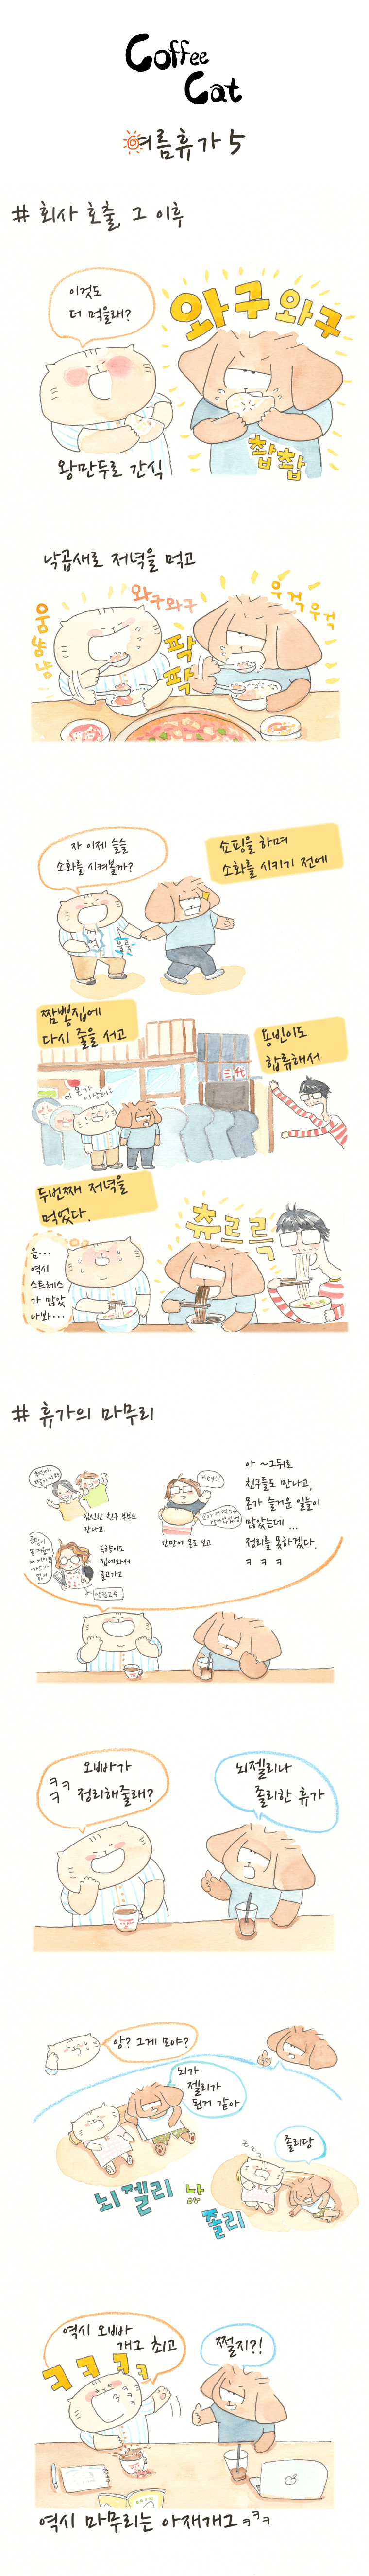 Coffee
Cat
여름휴가 5
# 회사 호출, 그 이후
이것도
더 먹을래?
와구와구
촵촵
왕만두로 간식
낙곱새로 저녁을 먹고
와구와구
우걱우걱
움냠냠
팍
팍
자 이제 슬슬
소화를 시켜볼까?
쇼핑을 하며
소화를 시키기 전에
짬뽕집에
다시 줄을 서고
용빈이도
합류해서
두번째 저녁을
먹었다.
츄르륵
음...
역시
스트레스
가 많았
나봐...
# 휴가의 마무리
임신한 친구 부부도
만나고
Hey!!
간만에 혼도 보고
집에와서
놀고가고
아 ~그뒤로
친구들도 만나고,
온가 즐거운 일들이
많았는데 ...
정리를 못하겠다.
ㅋ ㅋ ㅋ
오빠가
정리해줄래?
ㅋㅋ
ㅋ
뇌젤리나
졸리한 휴가
앙? 그게 모야?
뇌가
젤리가
된거 같아
뇌젤리 나 졸리
졸리당
역시 오빠
개그 최고
ㅋㅋㅋㅋ
쩔지?!
역시 마무리는 아재개그 ㅋㅋㅋ